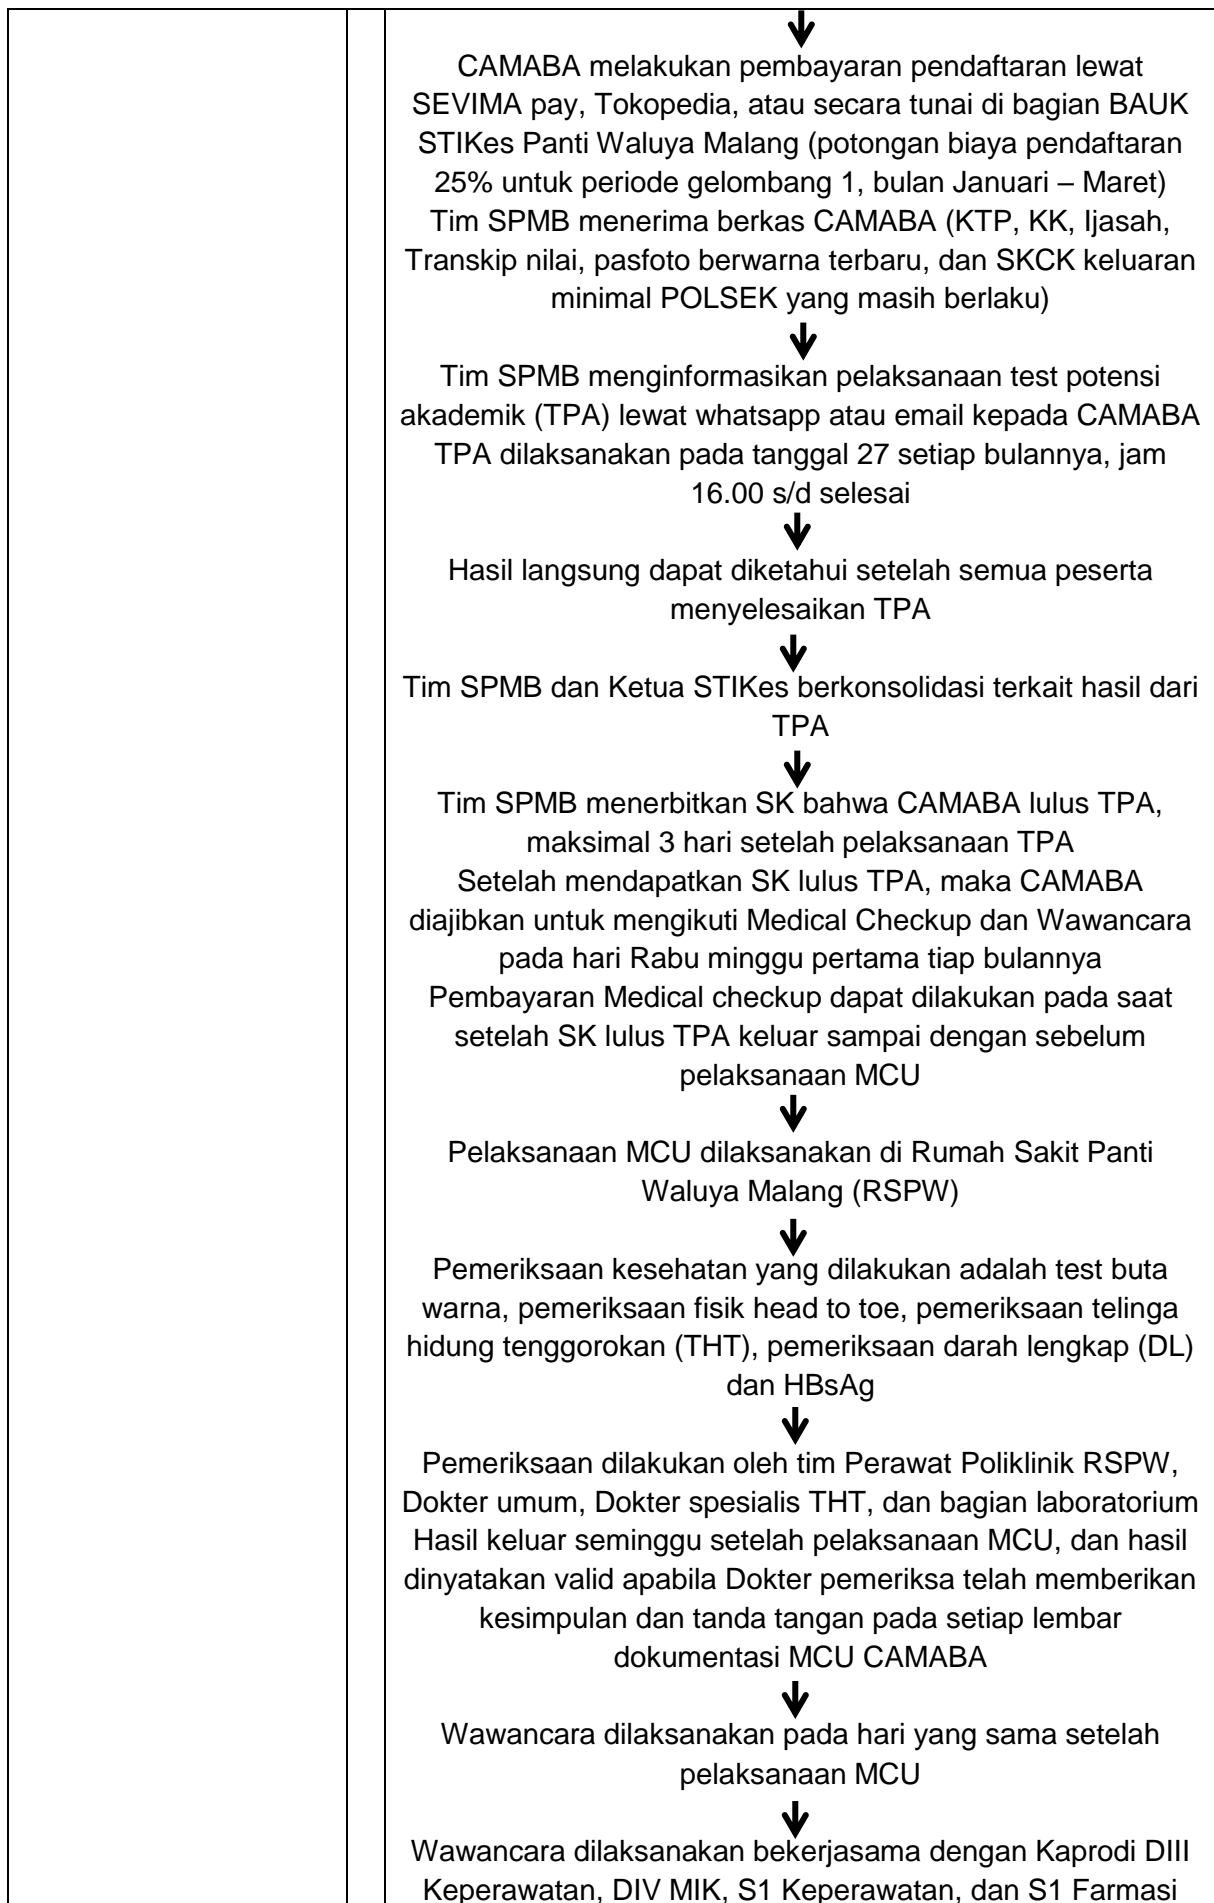 CAMABA melakukan pembayaran pendaftaran lewat
SEVIMA pay, Tokopedia, atau secara tunai di bagian BAUK
STIKes Panti Waluya Malang (potongan biaya pendaftaran
25% untuk periode gelombang 1, bulan Januari – Maret)
Tim SPMB menerima berkas CAMABA (KTP, KK, Ijasah,
Transkip nilai, pasfoto berwarna terbaru, dan SKCK keluaran
minimal POLSEK yang masih berlaku)
Tim SPMB menginformasikan pelaksanaan test potensi
akademik (TPA) lewat whatsapp atau email kepada CAMABA
TPA dilaksanakan pada tanggal 27 setiap bulannya, jam
16.00 s/d selesai
Hasil langsung dapat diketahui setelah semua peserta
menyelesaikan TPA
Tim SPMB dan Ketua STIKes berkonsolidasi terkait hasil dari
TPA
Tim SPMB menerbitkan SK bahwa CAMABA lulus TPA,
maksimal 3 hari setelah pelaksanaan TPA
Setelah mendapatkan SK lulus TPA, maka CAMABA
diajibkan untuk mengikuti Medical Checkup dan Wawancara
pada hari Rabu minggu pertama tiap bulannya
Pembayaran Medical checkup dapat dilakukan pada saat
setelah SK lulus TPA keluar sampai dengan sebelum
pelaksanaan MCU
Pelaksanaan MCU dilaksanakan di Rumah Sakit Panti
Waluya Malang (RSPW)
Pemeriksaan kesehatan yang dilakukan adalah test buta
warna, pemeriksaan fisik head to toe, pemeriksaan telinga
hidung tenggorokan (THT), pemeriksaan darah lengkap (DL)
dan HBsAg
Pemeriksaan dilakukan oleh tim Perawat Poliklinik RSPW,
Dokter umum, Dokter spesialis THT, dan bagian laboratorium
Hasil keluar seminggu setelah pelaksanaan MCU, dan hasil
dinyatakan valid apabila Dokter pemeriksa telah memberikan
kesimpulan dan tanda tangan pada setiap lembar
dokumentasi MCU CAMABA
Wawancara dilaksanakan pada hari yang sama setelah
pelaksanaan MCU
Wawancara dilaksanakan bekerjasama dengan Kaprodi DIII
Keperawatan, DIV MIK, S1 Keperawatan, dan S1 Farmasi